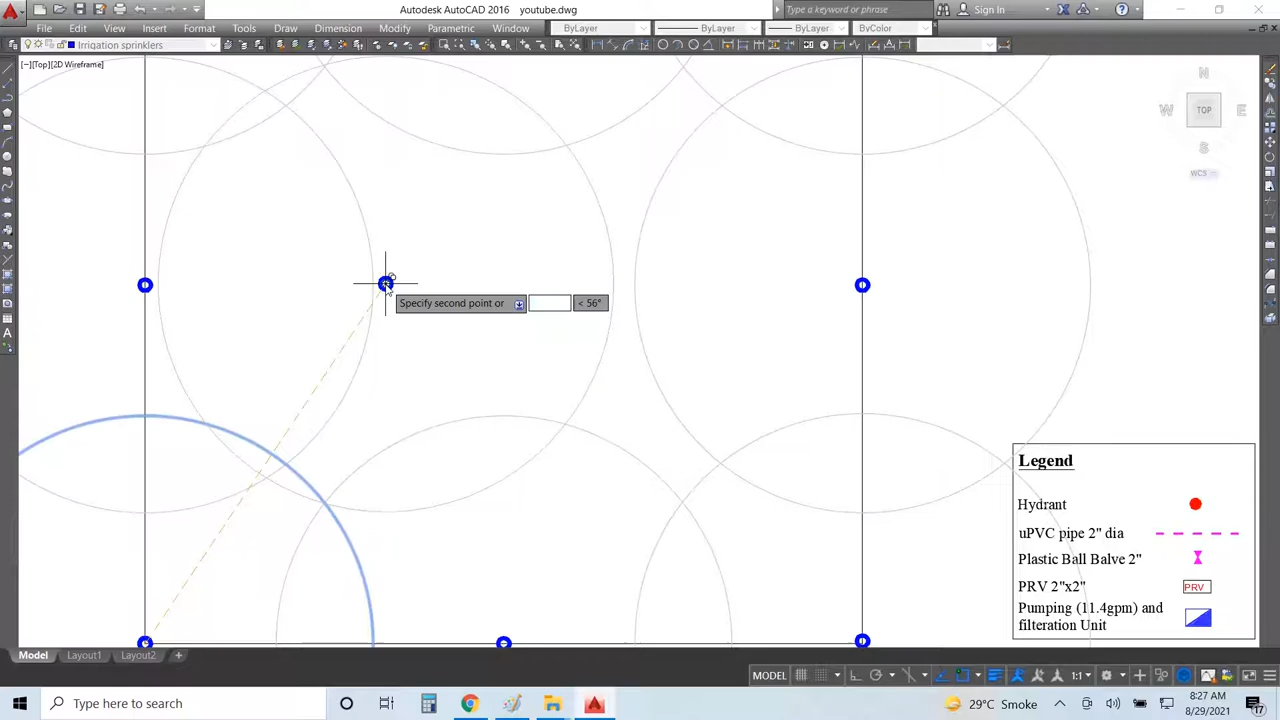 Autodesk AutoCAD 2016 youtube.dwg
Type a keyword or phrase
Sign In
File Edit View Insert Format Tools Draw Dimension Modify Parametric Window
ByLayer
ByLayer
ByLayer
ByColor
Irrigation sprinklers
[−][Top][2D Wireframe]
N
W TOP E
S
WCS
Specify second point or < 56°
Legend
Hydrant
uPVC pipe 2" dia
Plastic Ball Balve 2"
PRV 2"x2" PRV
Pumping (11.4gpm) and
filteration Unit
Model Layout1 Layout2 +
MODEL 1:1
Type here to search
29°C Smoke
8:27 AM
8/29/2021
17